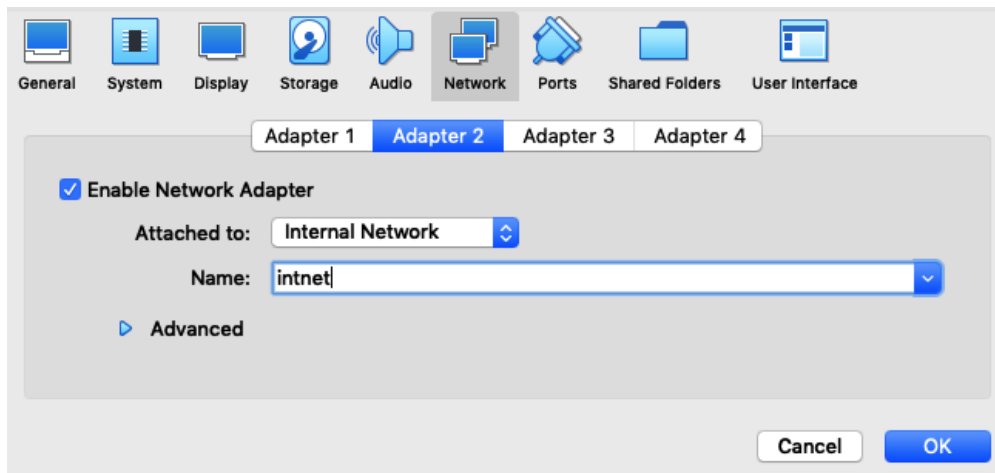 General System Display Storage Audio Network Ports Shared Folders User Interface
Adapter 1 Adapter 2 Adapter 3 Adapter 4
Enable Network Adapter
Attached to: Internal Network
Name: intnet
Advanced
Cancel OK